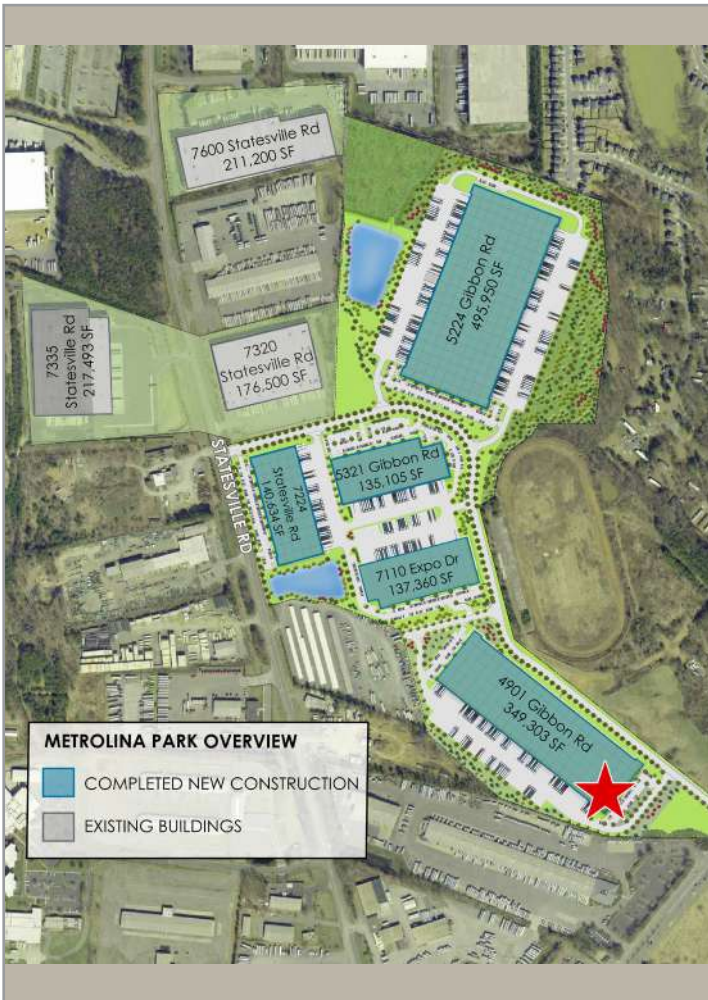 7600 Statesville Rd
211,200 SF
5224 Gibbon Rd
495,950 SF
7335
Statesville Rd
217,493 SF
7320
Statesville Rd
176,500 SF
STATESVILLE RD
7224
Statesville Rd
140,634 SF
5321 Gibbon Rd
135,105 SF
7110 Expo Dr
137,360 SF
4901 Gibbon Rd
349,303 SF
METROLINA PARK OVERVIEW
COMPLETED NEW CONSTRUCTION
EXISTING BUILDINGS